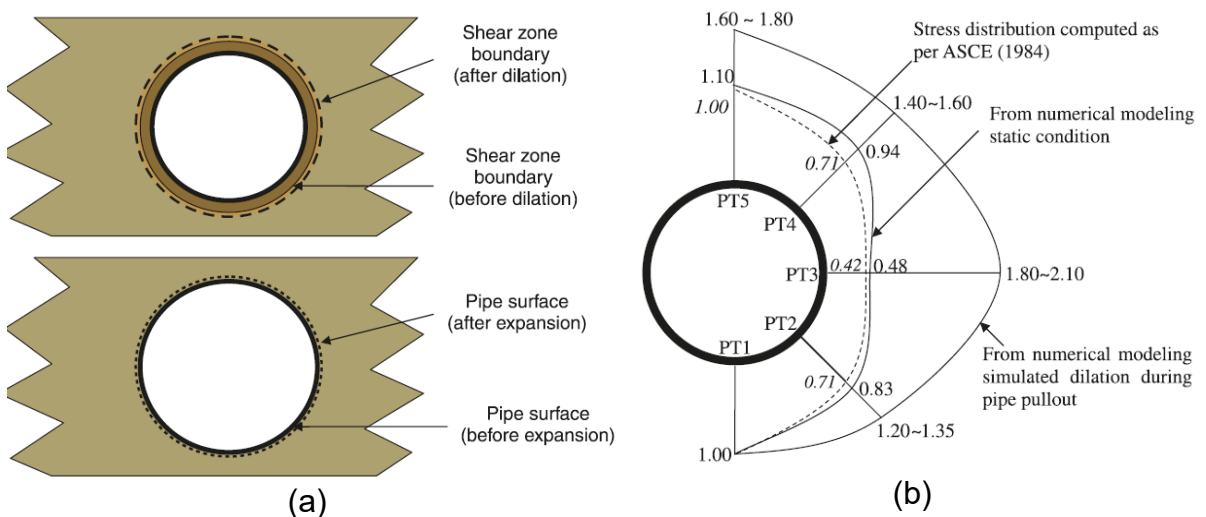 Shear zone
boundary
(after dilation)
Shear zone
boundary
(before dilation)
Pipe surface
(after expansion)
Pipe surface
(before expansion)
(a)
1.60 ~ 1.80
Stress distribution computed as
per ASCE (1984)
1.10
1.00
1.40~1.60
From numerical modeling
static condition
0.71
0.94
PT5
PT4
PT3
0.42
0.48
1.80~2.10
PT2
PT1
0.71
0.83
From numerical modeling
simulated dilation during
pipe pullout
1.20~1.35
1.00
(b)